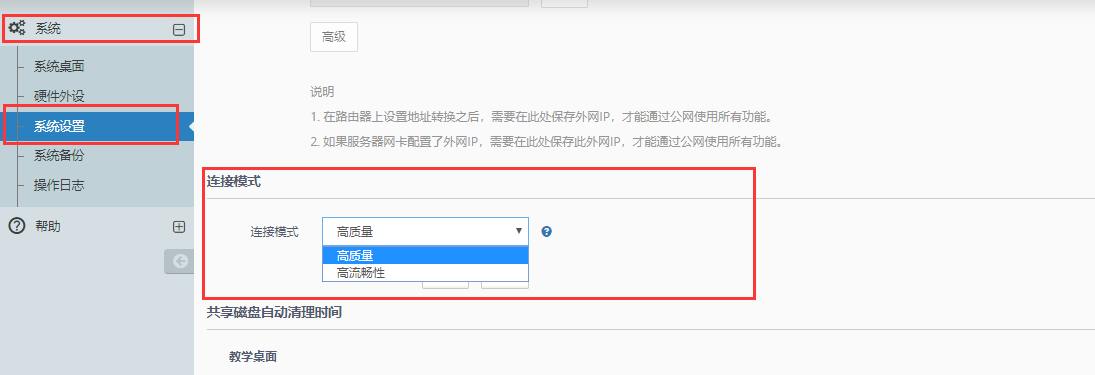 系统
系统桌面
硬件外设
系统设置
系统备份
操作日志
帮助
高级
说明
1. 在路由器上设置地址转换之后，需要在此处保存外网IP，才能通过公网使用所有功能。
2. 如果服务器网卡配置了外网IP，需要在此处保存此外网IP，才能通过公网使用所有功能。
连接模式
连接模式 高质量
高质量
高流畅性
共享磁盘自动清理时间
教学桌面